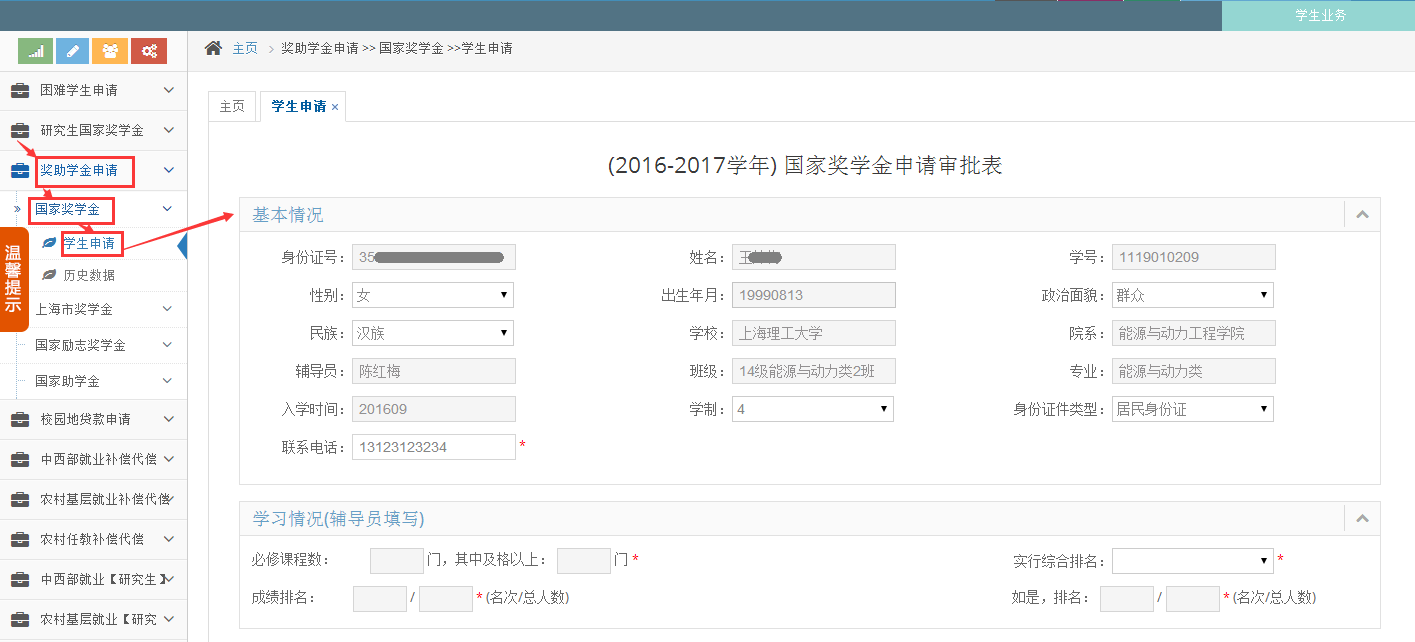 学生业务
主页 > 奖助学金申请 >> 国家奖学金 >>学生申请
困难学生申请
研究生国家奖学金
奖助学金申请
» 国家奖学金
学生申请
历史数据
上海市奖学金
国家励志奖学金
国家助学金
校园地贷款申请
中西部就业补偿代偿
农村基层就业补偿代偿
农村任教补偿代偿
中西部就业【研究生】
农村基层就业【研究
温馨提示
主页 学生申请 ×
(2016-2017学年) 国家奖学金申请审批表
基本情况
身份证号: 35 姓名: 王 学号: 1119010209
性别: 女 出生年月: 19990813 政治面貌: 群众
民族: 汉族 学校: 上海理工大学 院系: 能源与动力工程学院
辅导员: 陈红梅 班级: 14级能源与动力类2班 专业: 能源与动力类
入学时间: 201609 学制: 4 身份证件类型: 居民身份证
联系电话: 13123123234 *
学习情况(辅导员填写)
必修课程数: 门，其中及格以上: 门 * 实行综合排名: *
成绩排名: / * (名次/总人数) 如是，排名: / * (名次/总人数)